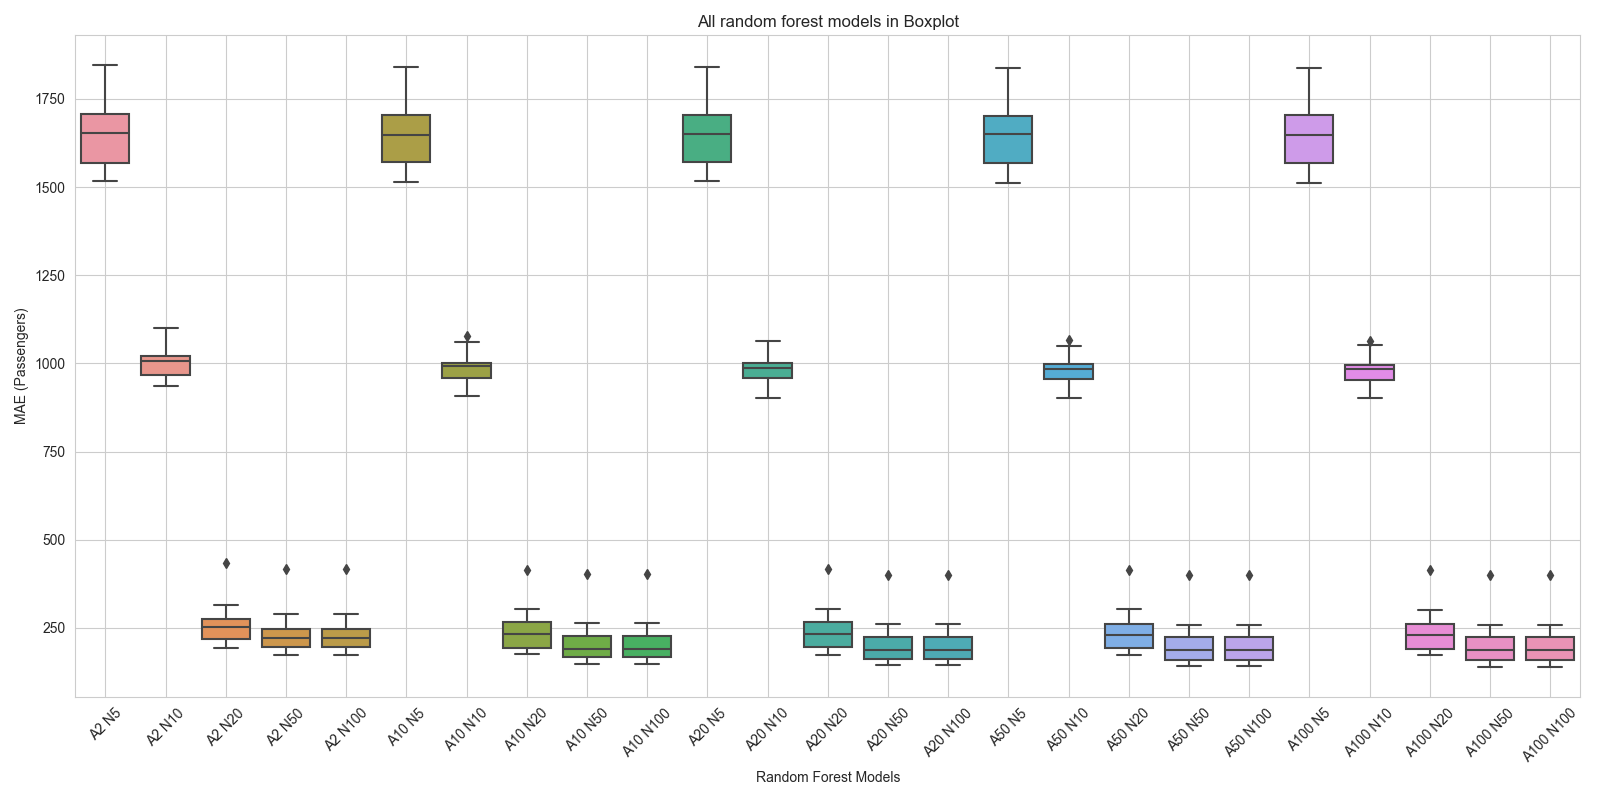 All random forest models in Boxplot
1750
1500
1250
1000
750
500
250
MAE (Passengers)
A2 N5
A2 N10
A2 N20
A2 N50
A2 N100
A10 N5
A10 N10
A10 N20
A10 N50
A10 N100
A20 N5
A20 N10
A20 N20
A20 N50
A20 N100
A50 N5
A50 N10
A50 N20
A50 N50
A50 N100
A100 N5
A100 N10
A100 N20
A100 N50
A100 N100
Random Forest Models